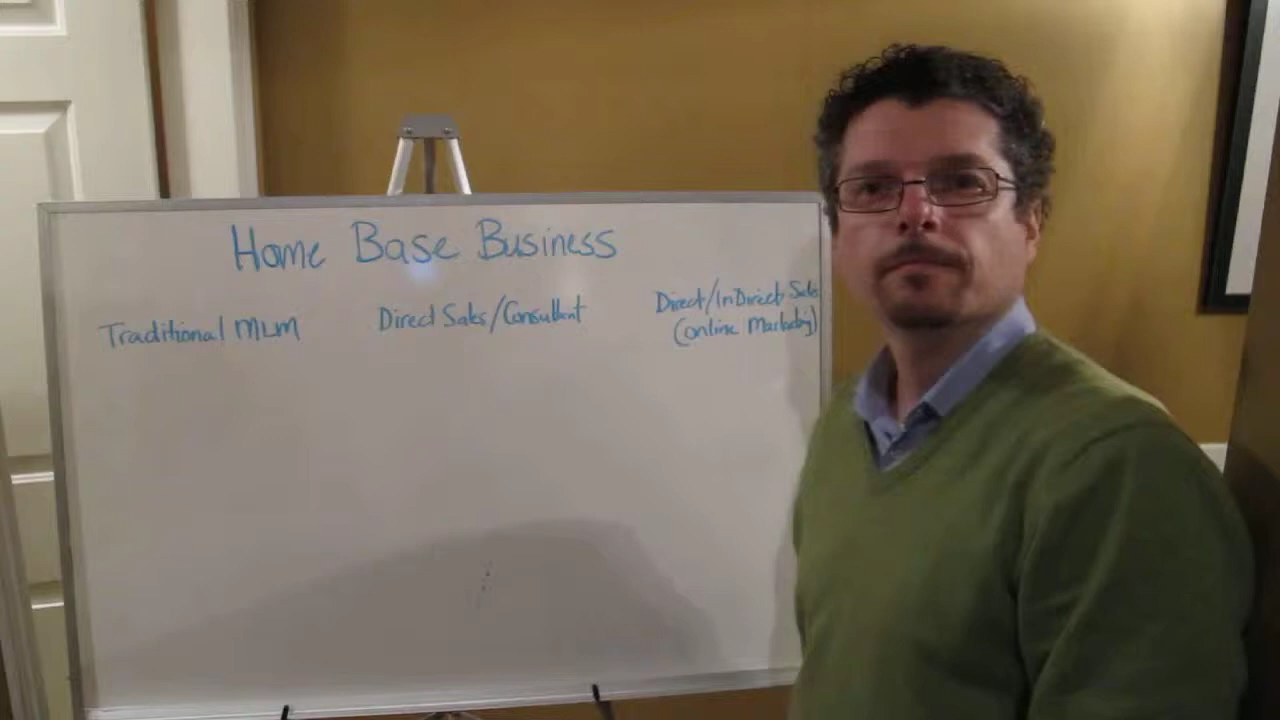 Home Base Business
Traditional MLM
Direct Sales/Consultant
Direct/InDirect Sales
(online Marketing)